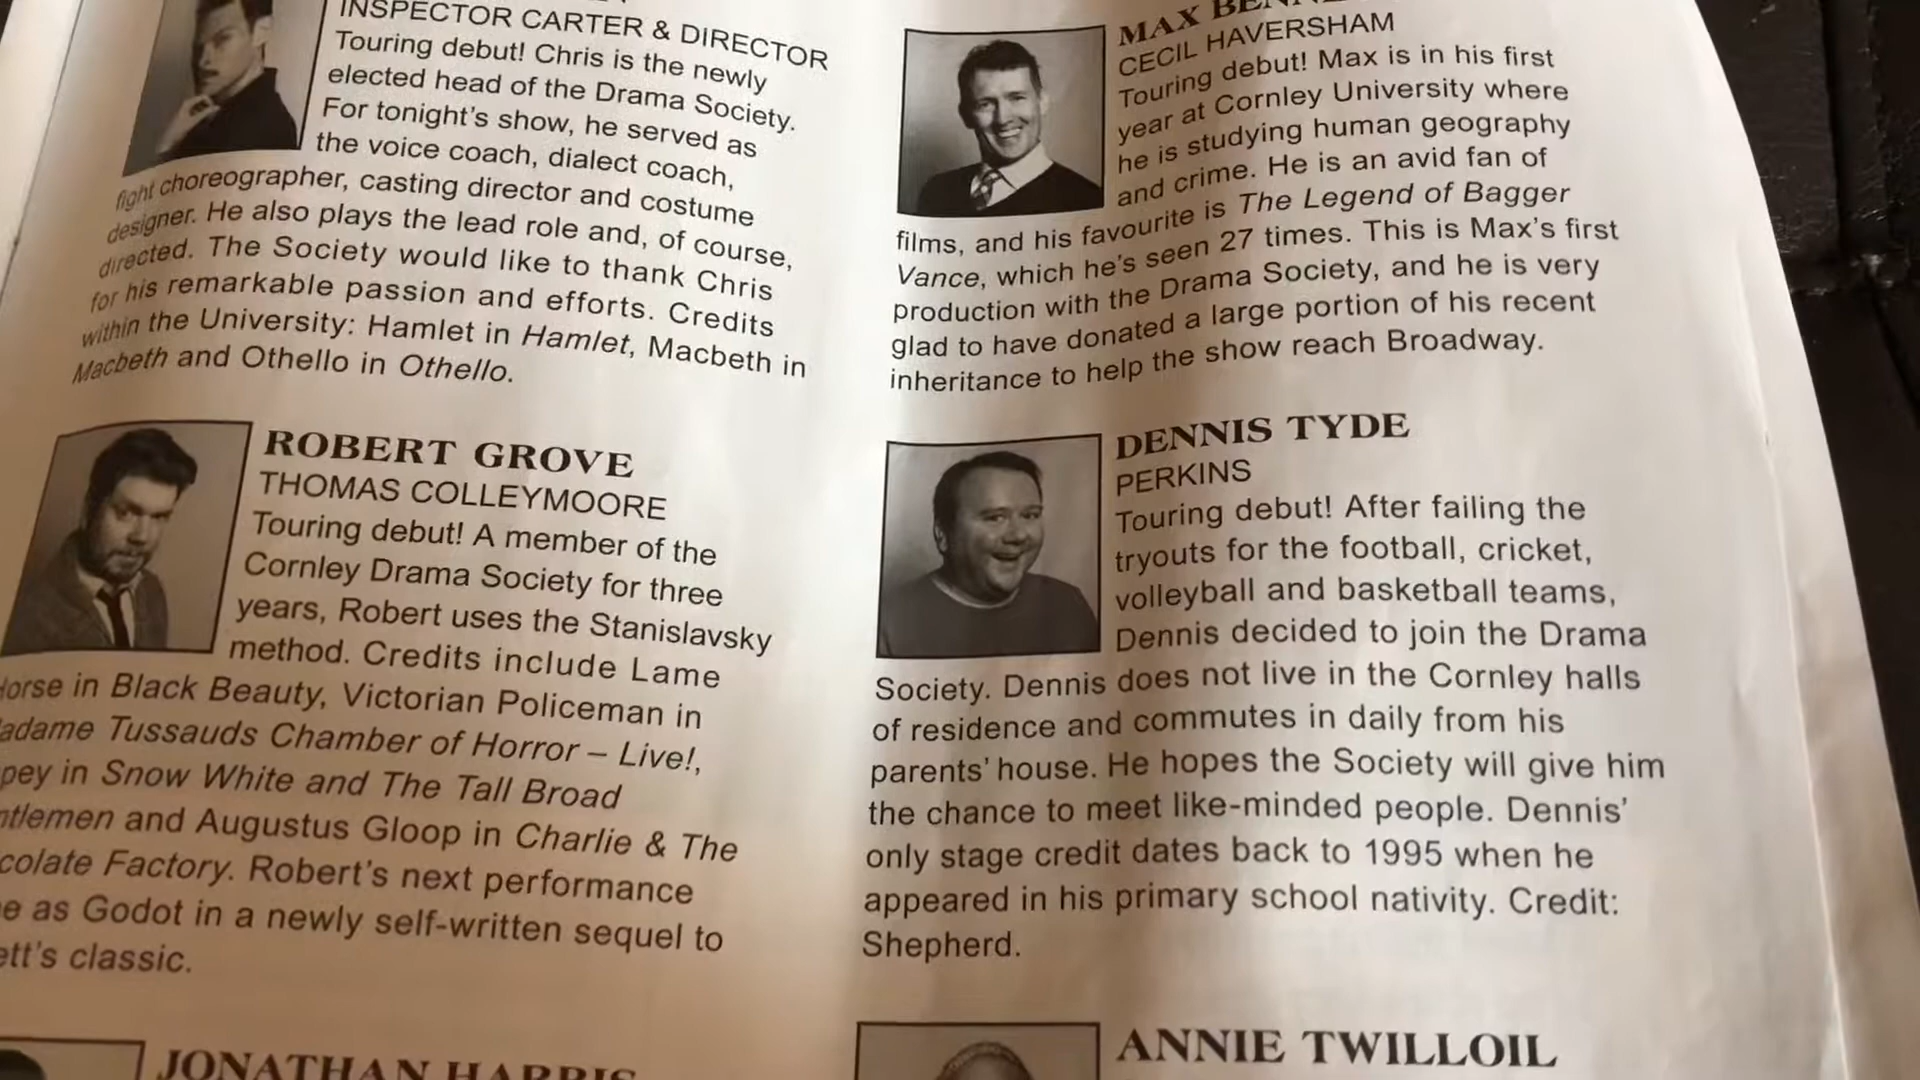 INSPECTOR CARTER & DIRECTOR
Touring debut! Chris is the newly
elected head of the Drama Society.
For tonight's show, he served as
the voice coach, dialect coach,
fight choreographer, casting director and costume
designer. He also plays the lead role and, of course,
directed. The Society would like to thank Chris
for his remarkable passion and efforts. Credits
within the University: Hamlet in Hamlet, Macbeth in
Macbeth and Othello in Othello.
ROBERT GROVE
THOMAS COLLEYMOORE
Touring debut! A member of the
Cornley Drama Society for three
years, Robert uses the Stanislavsky
method. Credits include Lame
Horse in Black Beauty, Victorian Policeman in
adame Tussauds Chamber of Horror – Live!,
pey in Snow White and The Tall Broad
ntlemen and Augustus Gloop in Charlie & The
colate Factory. Robert's next performance
e as Godot in a newly self-written sequel to
ett's classic.
JONATHAN HARRIS
MAX
CECIL HAVERSHAM
Touring debut! Max is in his first
year at Cornley University where
he is studying human geography
and crime. He is an avid fan of
films, and his favourite is The Legend of Bagger
Vance, which he's seen 27 times. This is Max's first
production with the Drama Society, and he is very
glad to have donated a large portion of his recent
inheritance to help the show reach Broadway.
DENNIS TYDE
PERKINS
Touring debut! After failing the
tryouts for the football, cricket,
volleyball and basketball teams,
Dennis decided to join the Drama
Society. Dennis does not live in the Cornley halls
of residence and commutes in daily from his
parents' house. He hopes the Society will give him
the chance to meet like-minded people. Dennis'
only stage credit dates back to 1995 when he
appeared in his primary school nativity. Credit:
Shepherd.
ANNIE TWILLOIL